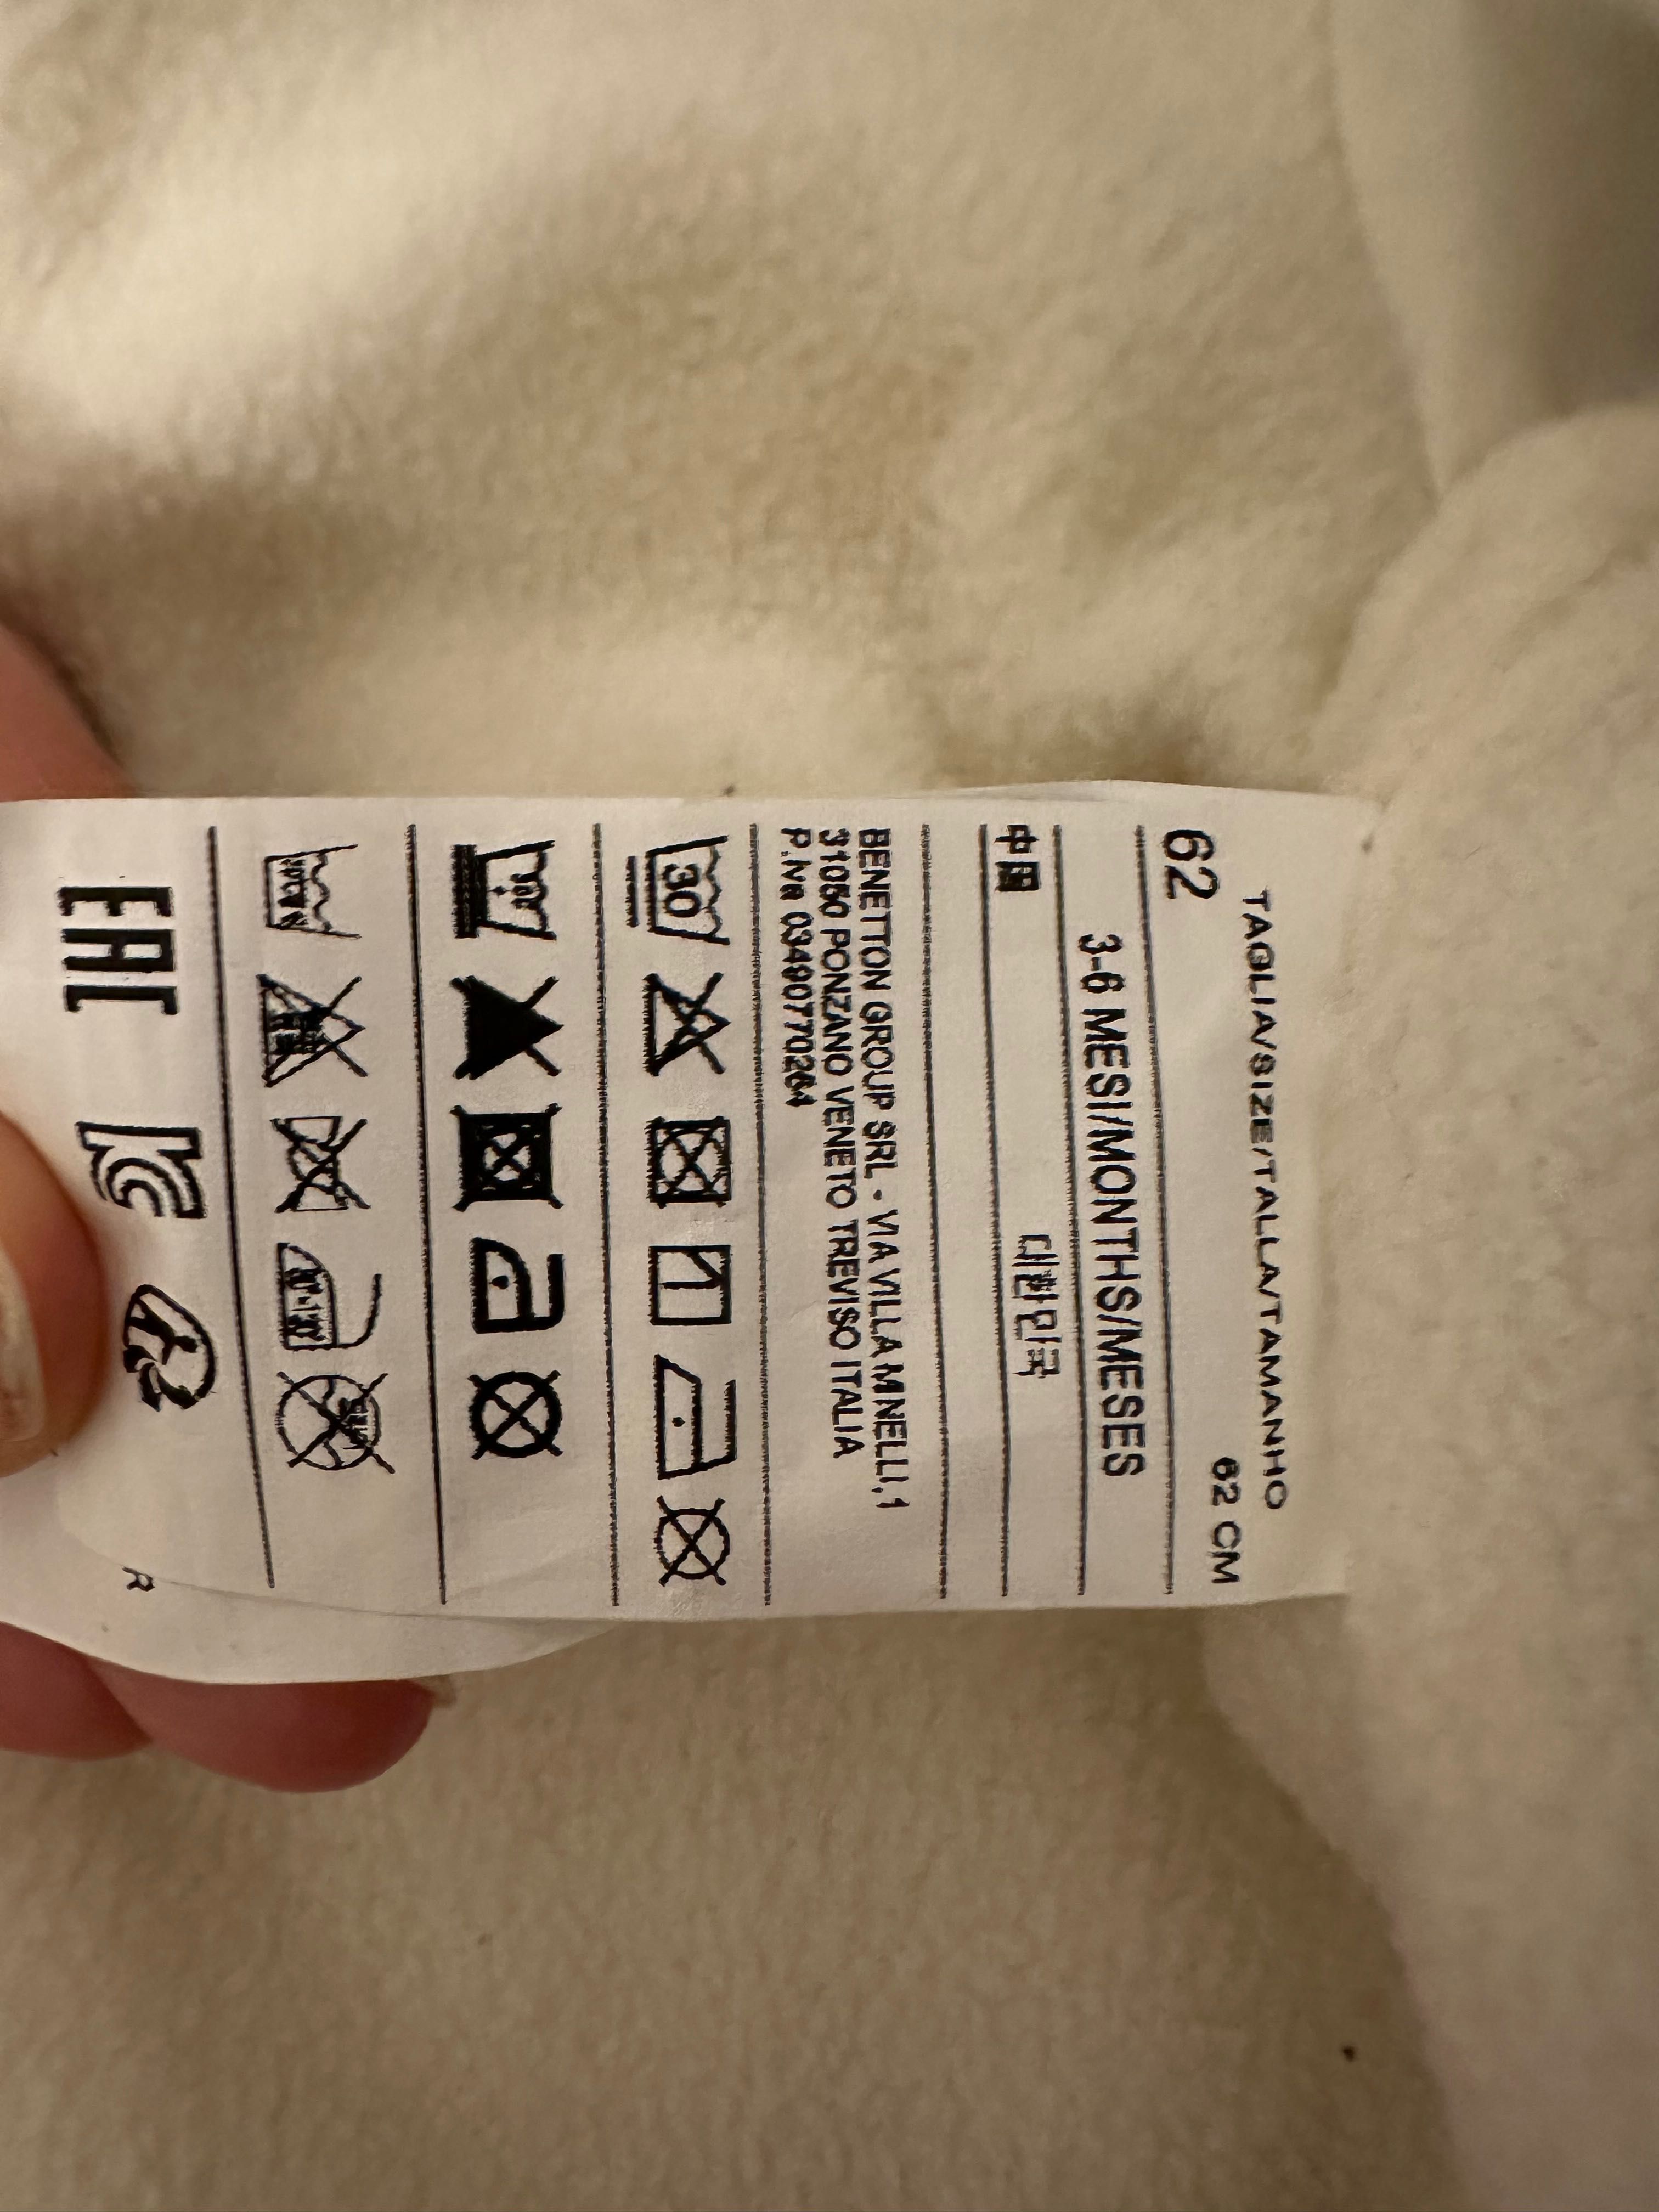 TAGLIA/SIZE/TALLA/TAMANHO
62 62 CM
3-6 MESI/MONTHS/MESES
대한민국
中国
BENETTON GROUP SRL - VIA VILLA MINELLI, 1
31050 PONZANO VENETO TREVISO ITALIA
P.IVA 03490770264
30
EAC
R